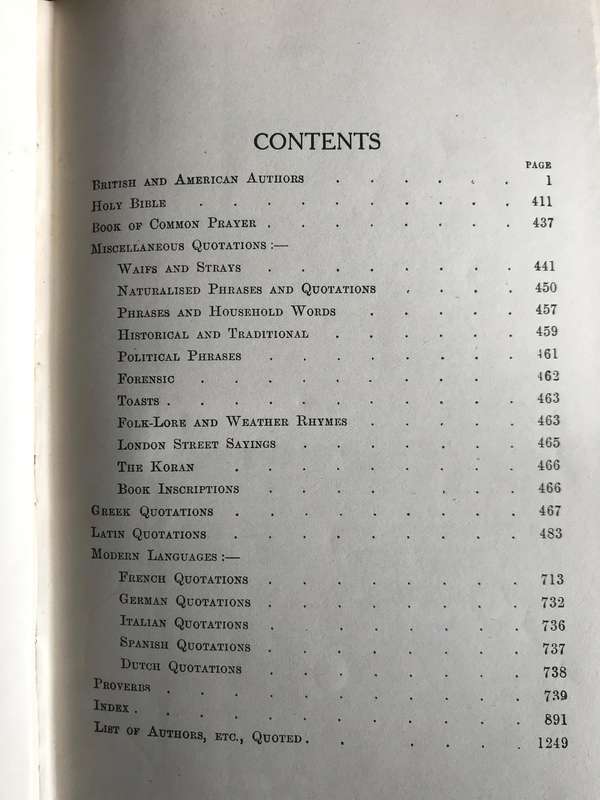 CONTENTS
PAGE
British and American Authors . . . . . . 1
Holy Bible . . . . . . . . . . 411
Book of Common Prayer . . . . . . . . 437
Miscellaneous Quotations :—
Waifs and Strays . . . . . . . 441
Naturalised Phrases and Quotations . . . . 450
Phrases and Household Words . . . . 457
Historical and Traditional . . . . . 459
Political Phrases . . . . . . . 461
Forensic . . . . . . . . . 462
Toasts . . . . . . . . . . . 463
Folk-Lore and Weather Rhymes . . . . . 463
London Street Sayings . . . . . . . 465
The Koran . . . . . . . . . 466
Book Inscriptions . . . . . . . . 466
Greek Quotations . . . . . . . . . 467
Latin Quotations . . . . . . . . . 483
Modern Languages :—
French Quotations . . . . . . . . 713
German Quotations . . . . . . . . 732
Italian Quotations . . . . . . . 736
Spanish Quotations . . . . . . . . 737
Dutch Quotations . . . . . . . . 738
Proverbs . . . . . . . . . . . 739
Index . . . . . . . . . . . . 891
List of Authors, etc., Quoted . . . . . . 1249